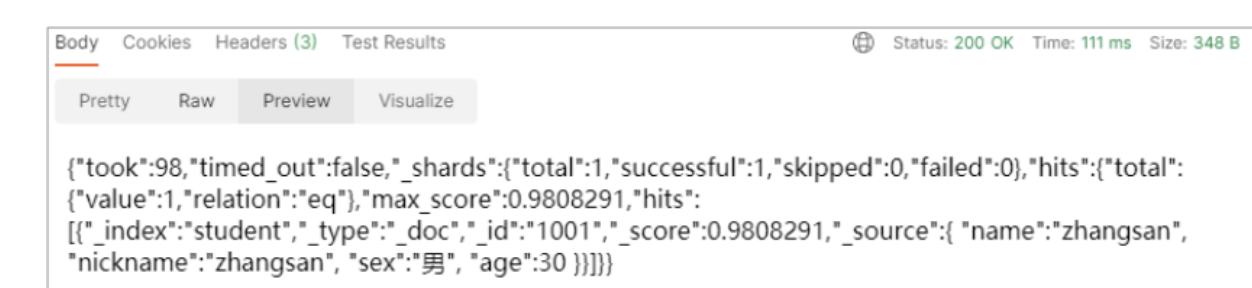 Body Cookies Headers (3) Test Results Status: 200 OK Time: 111 ms Size: 348 B
Pretty Raw Preview Visualize
{"took":98,"timed_out":false,"_shards":{"total":1,"successful":1,"skipped":0,"failed":0},"hits":{"total":
{"value":1,"relation":"eq"},"max_score":0.9808291,"hits":
[{"_index":"student","_type":"_doc","_id":"1001","_score":0.9808291,"_source":{ "name":"zhangsan",
"nickname":"zhangsan", "sex":"男", "age":30 }}]}}